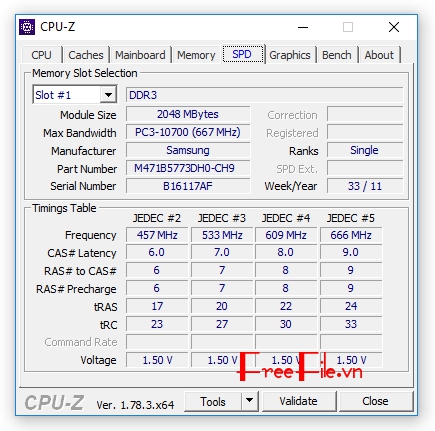 CPU-Z
CPU Caches Mainboard Memory SPD Graphics Bench About
Memory Slot Selection
Slot #1 DDR3
Module Size 2048 MBytes Correction
Max Bandwidth PC3-10700 (667 MHz) Registered
Manufacturer Samsung Ranks Single
Part Number M471B5773DH0-CH9 SPD Ext.
Serial Number B16117AF Week/Year 33 / 11
Timings Table
JEDEC #2 JEDEC #3 JEDEC #4 JEDEC #5
Frequency 457 MHz 533 MHz 609 MHz 666 MHz
CAS# Latency 6.0 7.0 8.0 9.0
RAS# to CAS# 6 7 8 9
RAS# Precharge 6 7 8 9
tRAS 17 20 22 24
tRC 23 27 30 33
Command Rate
Voltage 1.50 V 1.50 V 1.50 V 1.50 V
FreeFile.vn
CPU-Z Ver. 1.78.3.x64 Tools Validate Close